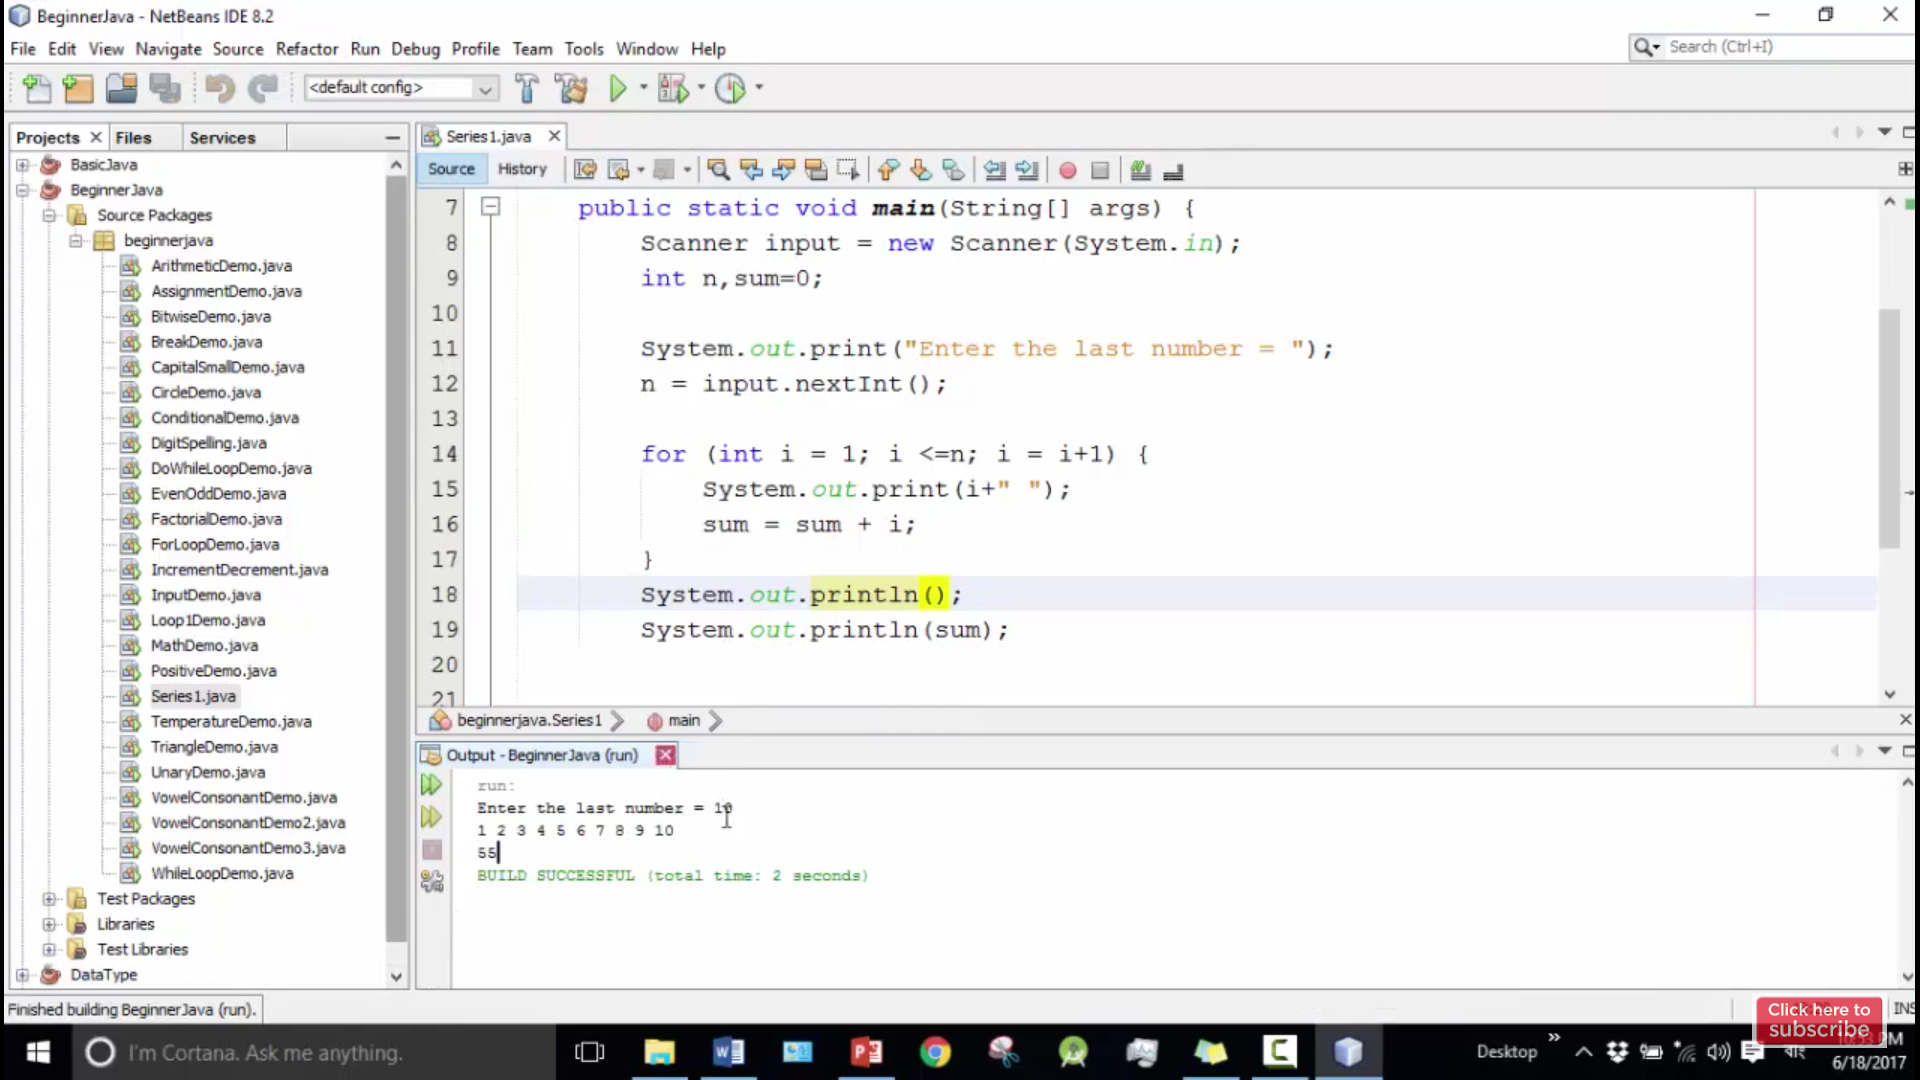 BeginnerJava - NetBeans IDE 8.2
File Edit View Navigate Source Refactor Run Debug Profile Team Tools Window Help
Search (Ctrl+I)
<default config>
Projects Files Services
BasicJava
BeginnerJava
Source Packages
beginnerjava
ArithmeticDemo.java
AssignmentDemo.java
BitwiseDemo.java
BreakDemo.java
CapitalSmallDemo.java
CircleDemo.java
ConditionalDemo.java
DigitSpelling.java
DoWhileLoopDemo.java
EvenOddDemo.java
FactorialDemo.java
ForLoopDemo.java
IncrementDecrement.java
InputDemo.java
Loop1Demo.java
MathDemo.java
PositiveDemo.java
Series1.java
TemperatureDemo.java
TriangleDemo.java
UnaryDemo.java
VowelConsonantDemo.java
VowelConsonantDemo2.java
VowelConsonantDemo3.java
WhileLoopDemo.java
Test Packages
Libraries
Test Libraries
DataType
Series1.java
Source History
7 public static void main(String[] args) {
8 Scanner input = new Scanner(System.in);
9 int n,sum=0;
10
11 System.out.print("Enter the last number = ");
12 n = input.nextInt();
13
14 for (int i = 1; i <=n; i = i+1) {
15 System.out.print(i+" ");
16 sum = sum + i;
17 }
18 System.out.println();
19 System.out.println(sum);
20
21
beginnerjava.Series1 main
Output - BeginnerJava (run)
run:
Enter the last number = 10
1 2 3 4 5 6 7 8 9 10
55
BUILD SUCCESSFUL (total time: 2 seconds)
Finished building BeginnerJava (run).
INS
Click here to
subscribe
I'm Cortana. Ask me anything.
Desktop
বাং
6/18/2017